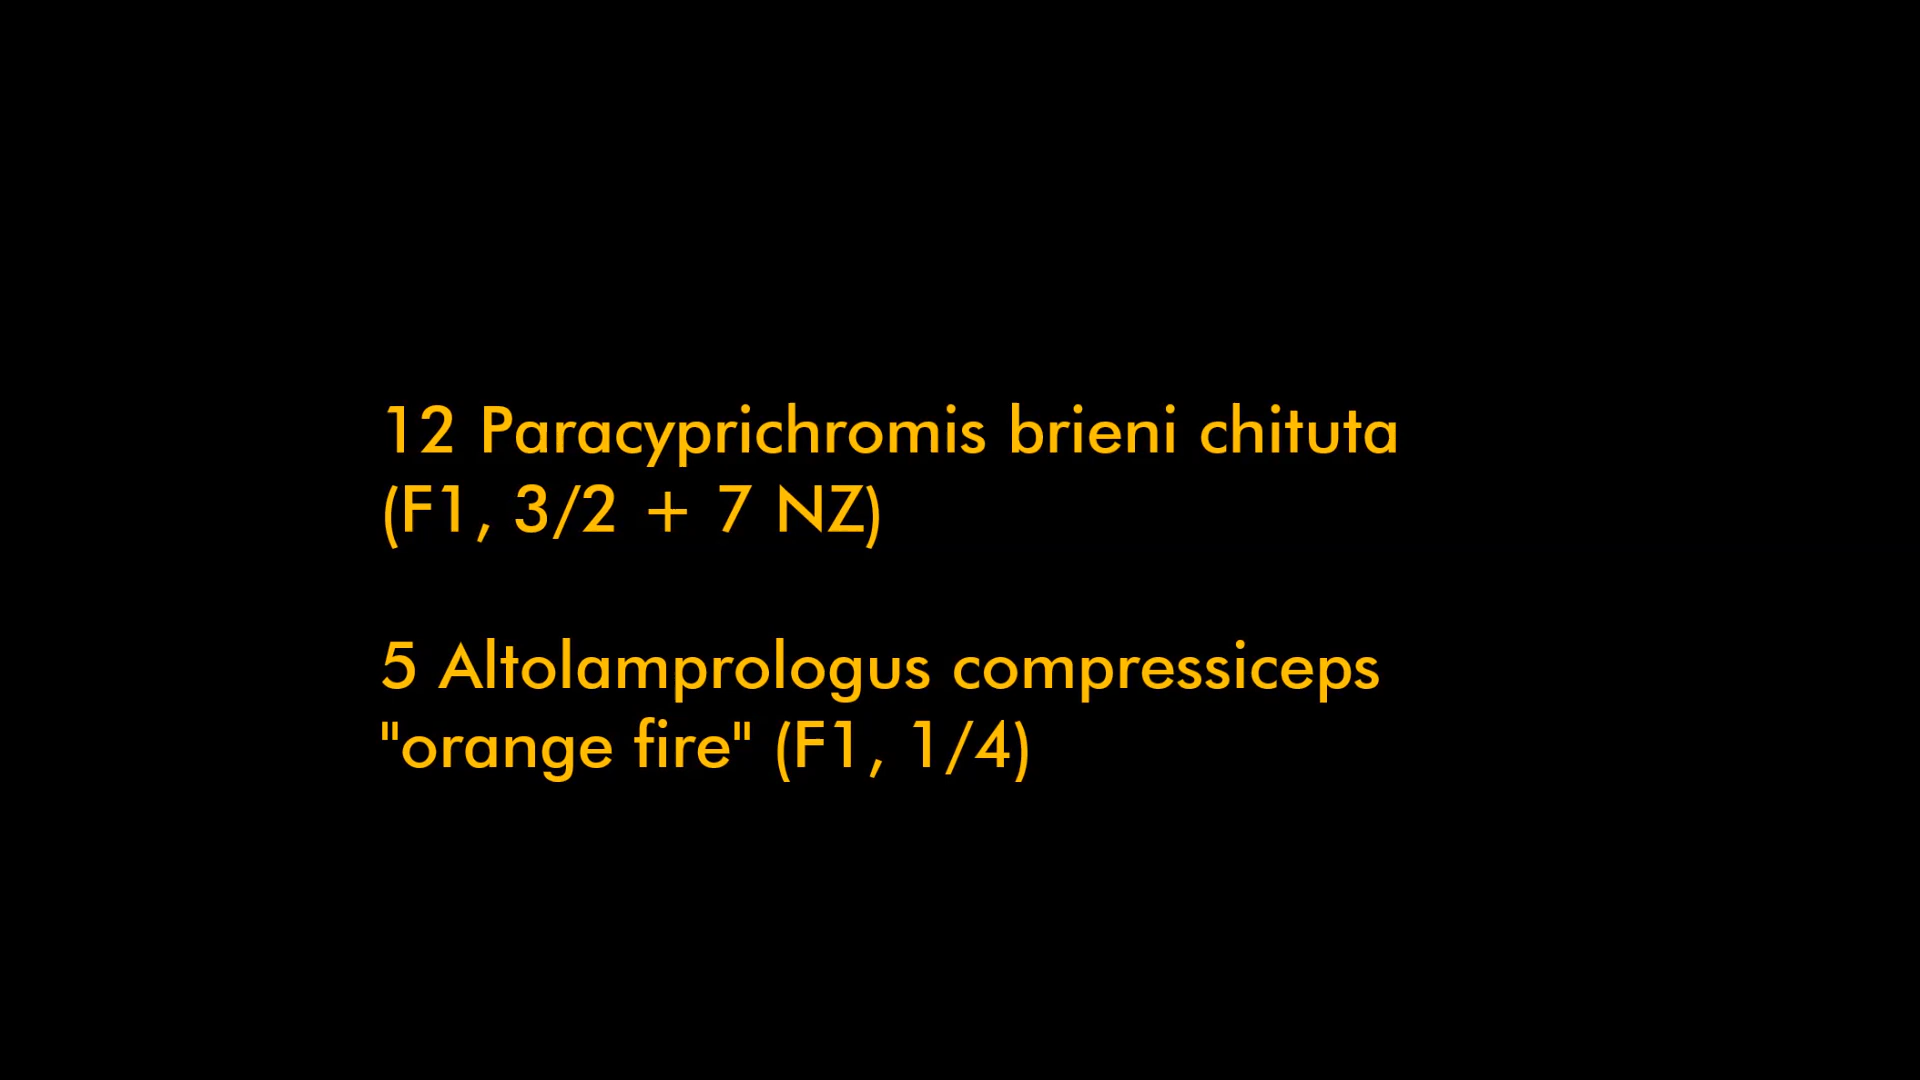 12 Paracyprichromis brieni chituta
(F1, 3/2 + 7 NZ)
5 Altolamprologus compressiceps
"orange fire" (F1, 1/4)